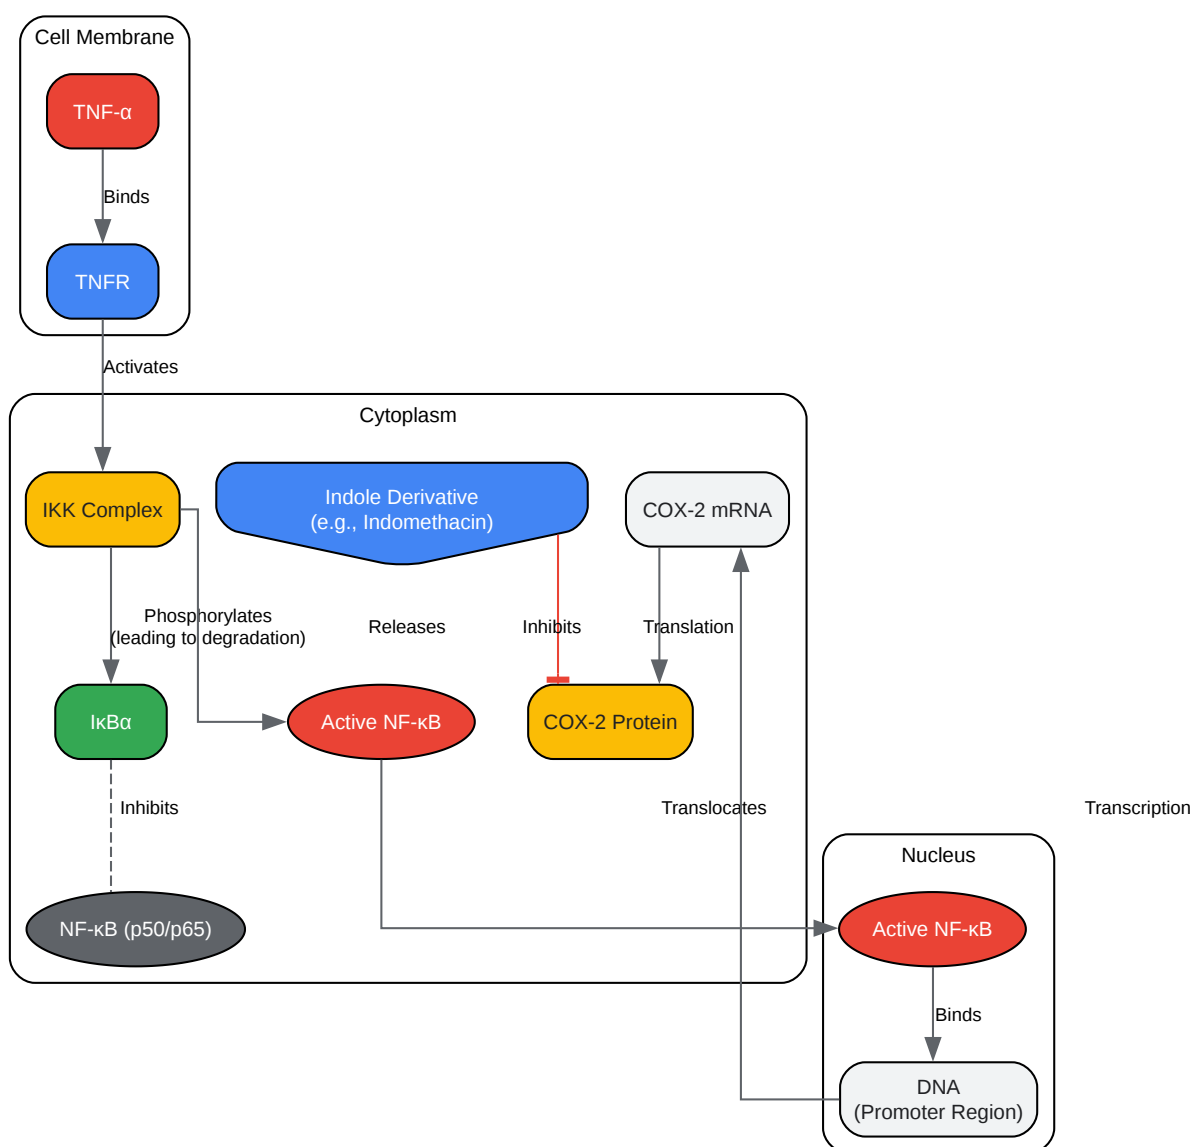 Cell Membrane
TNF-α
Binds
TNFR
Activates
Cytoplasm
IKK Complex
Indole Derivative
(e.g., Indomethacin)
COX-2 mRNA
Phosphorylates
(leading to degradation)
Releases
Inhibits
Translation
IκBα
Active NF-κB
COX-2 Protein
Inhibits
Translocates
Transcription
Nucleus
NF-κB (p50/p65)
Active NF-κB
Binds
DNA
(Promoter Region)